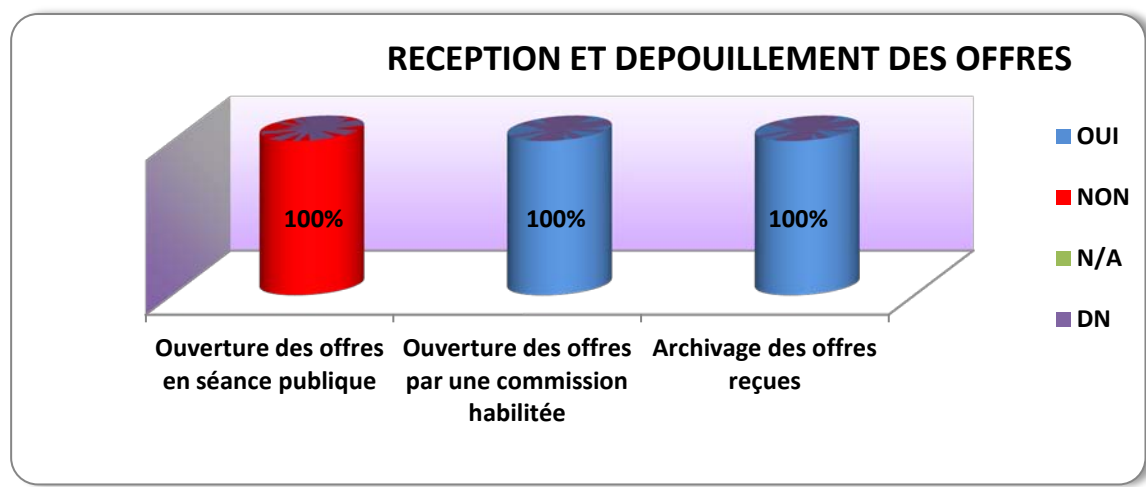 RECEPTION ET DEPOUILLEMENT DES OFFRES
100%
100%
100%
OUI
NON
N/A
DN
Ouverture des offres
en séance publique
Ouverture des offres
par une commission
habilitée
Archivage des offres
reçues